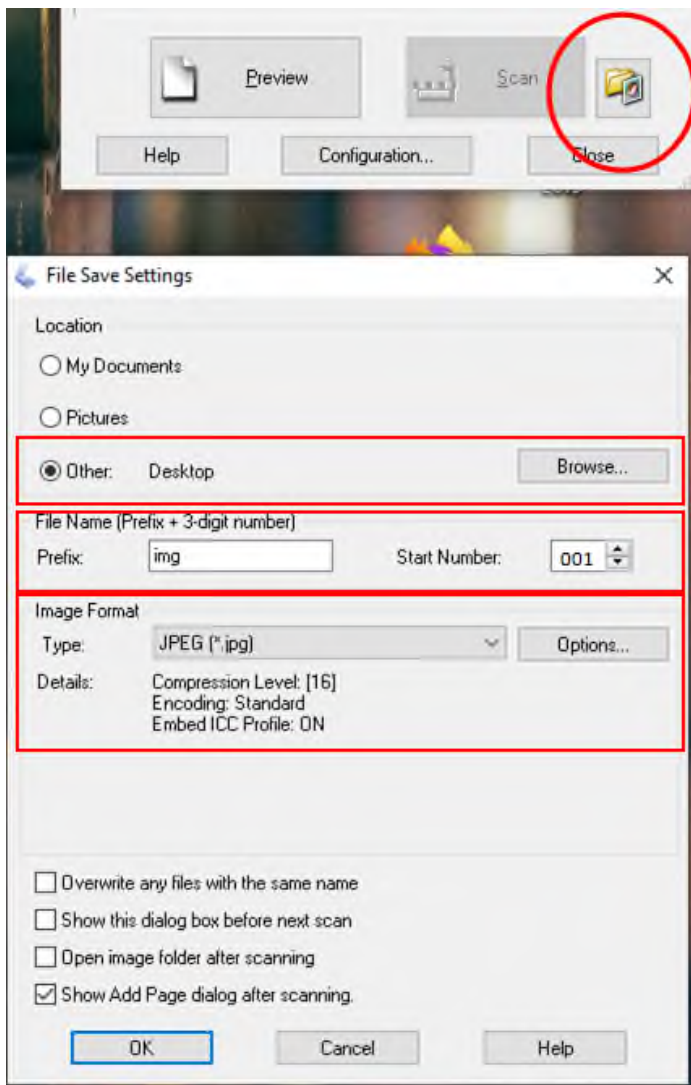 Preview
Scan
Help
Configuration...
Close
File Save Settings
Location
My Documents
Pictures
Other:
Desktop
Browse...
File Name (Prefix + 3-digit number)
Prefix:
img
Start Number:
001
Image Format
Type:
JPEG (*.jpg)
Options...
Details:
Compression Level: [16]
Encoding: Standard
Embed ICC Profile: ON
Overwrite any files with the same name
Show this dialog box before next scan
Open image folder after scanning
Show Add Page dialog after scanning.
OK
Cancel
Help